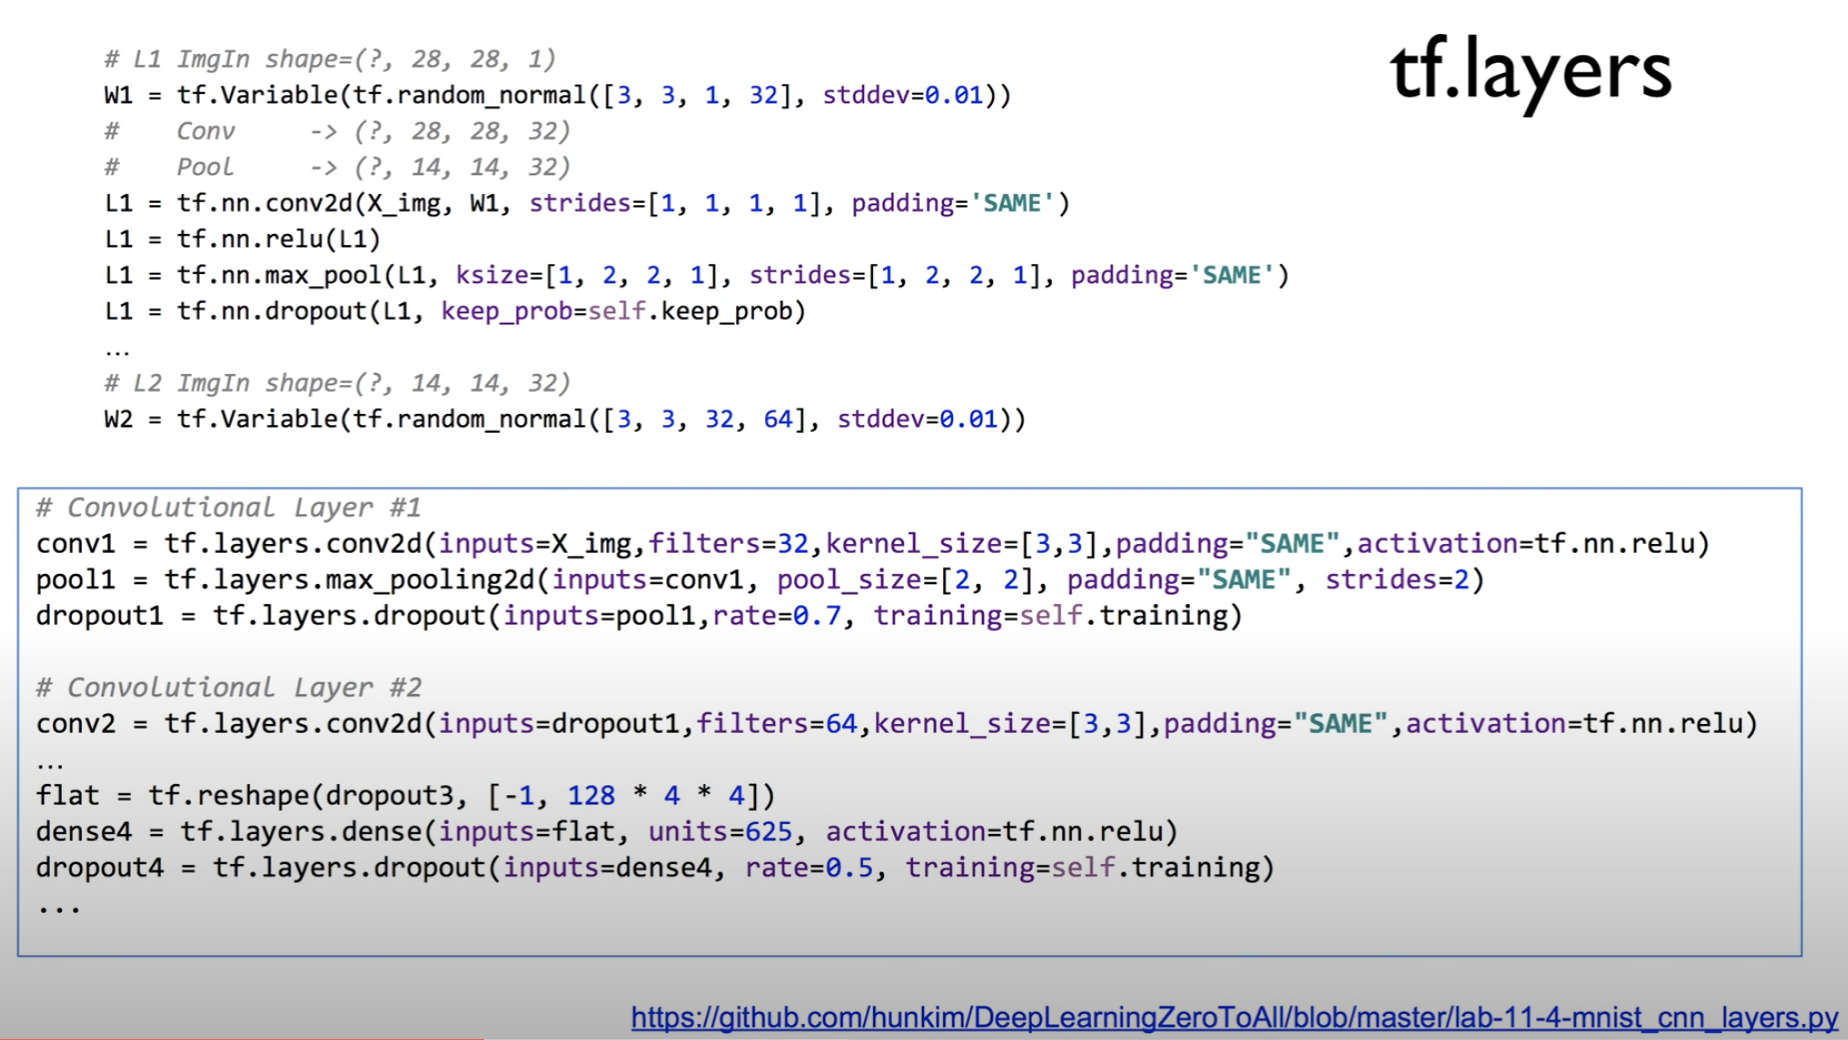 tf.layers
# L1 ImgIn shape=(?, 28, 28, 1)
W1 = tf.Variable(tf.random_normal([3, 3, 1, 32], stddev=0.01))
#    Conv     -> (?, 28, 28, 32)
#    Pool     -> (?, 14, 14, 32)
L1 = tf.nn.conv2d(X_img, W1, strides=[1, 1, 1, 1], padding='SAME')
L1 = tf.nn.relu(L1)
L1 = tf.nn.max_pool(L1, ksize=[1, 2, 2, 1], strides=[1, 2, 2, 1], padding='SAME')
L1 = tf.nn.dropout(L1, keep_prob=self.keep_prob)
...
# L2 ImgIn shape=(?, 14, 14, 32)
W2 = tf.Variable(tf.random_normal([3, 3, 32, 64], stddev=0.01))
# Convolutional Layer #1
conv1 = tf.layers.conv2d(inputs=X_img,filters=32,kernel_size=[3,3],padding="SAME",activation=tf.nn.relu)
pool1 = tf.layers.max_pooling2d(inputs=conv1, pool_size=[2, 2], padding="SAME", strides=2)
dropout1 = tf.layers.dropout(inputs=pool1,rate=0.7, training=self.training)
# Convolutional Layer #2
conv2 = tf.layers.conv2d(inputs=dropout1,filters=64,kernel_size=[3,3],padding="SAME",activation=tf.nn.relu)
...
flat = tf.reshape(dropout3, [-1, 128 * 4 * 4])
dense4 = tf.layers.dense(inputs=flat, units=625, activation=tf.nn.relu)
dropout4 = tf.layers.dropout(inputs=dense4, rate=0.5, training=self.training)
...
https://github.com/hunkim/DeepLearningZeroToAll/blob/master/lab-11-4-mnist_cnn_layers.py